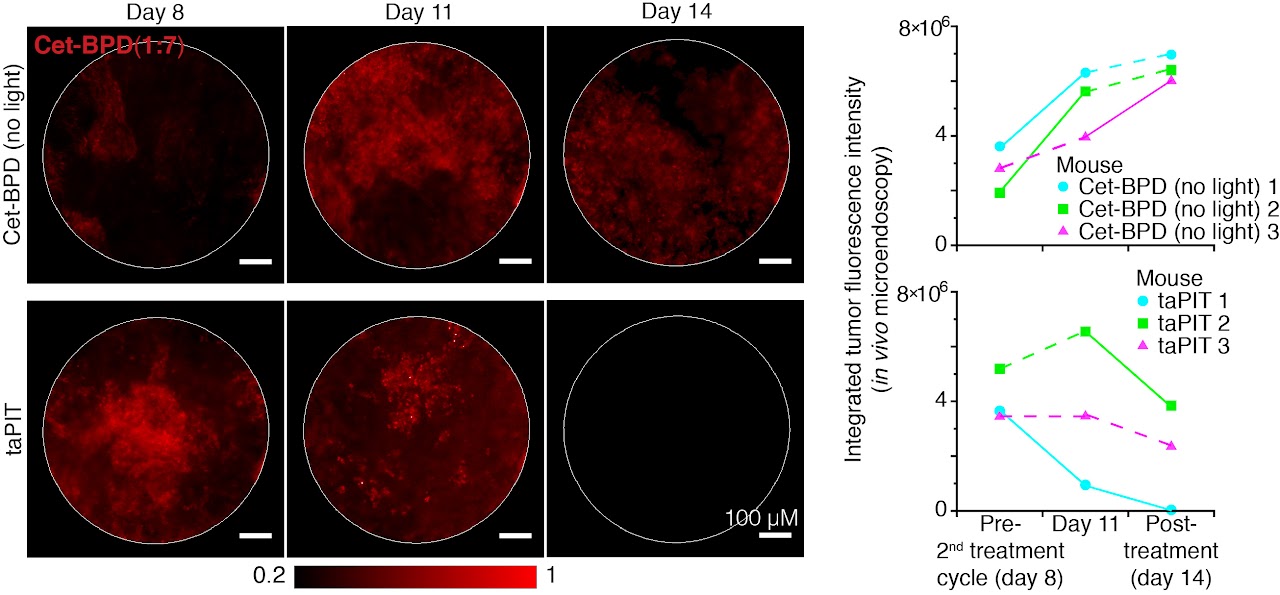 Day 8
Day 11
Day 14
Cet-BPD (no light)
Cet-BPD(1:7)
taPIT
100 µM
0.2
1
Integrated tumor fluorescence intensity
(in vivo microendoscopy)
8×10⁶
4
0
Mouse
Cet-BPD (no light) 1
Cet-BPD (no light) 2
Cet-BPD (no light) 3
8×10⁶
4
0
Mouse
taPIT 1
taPIT 2
taPIT 3
Pre-
2ⁿᵈ treatment
cycle (day 8)
Day 11
Post-
treatment
(day 14)